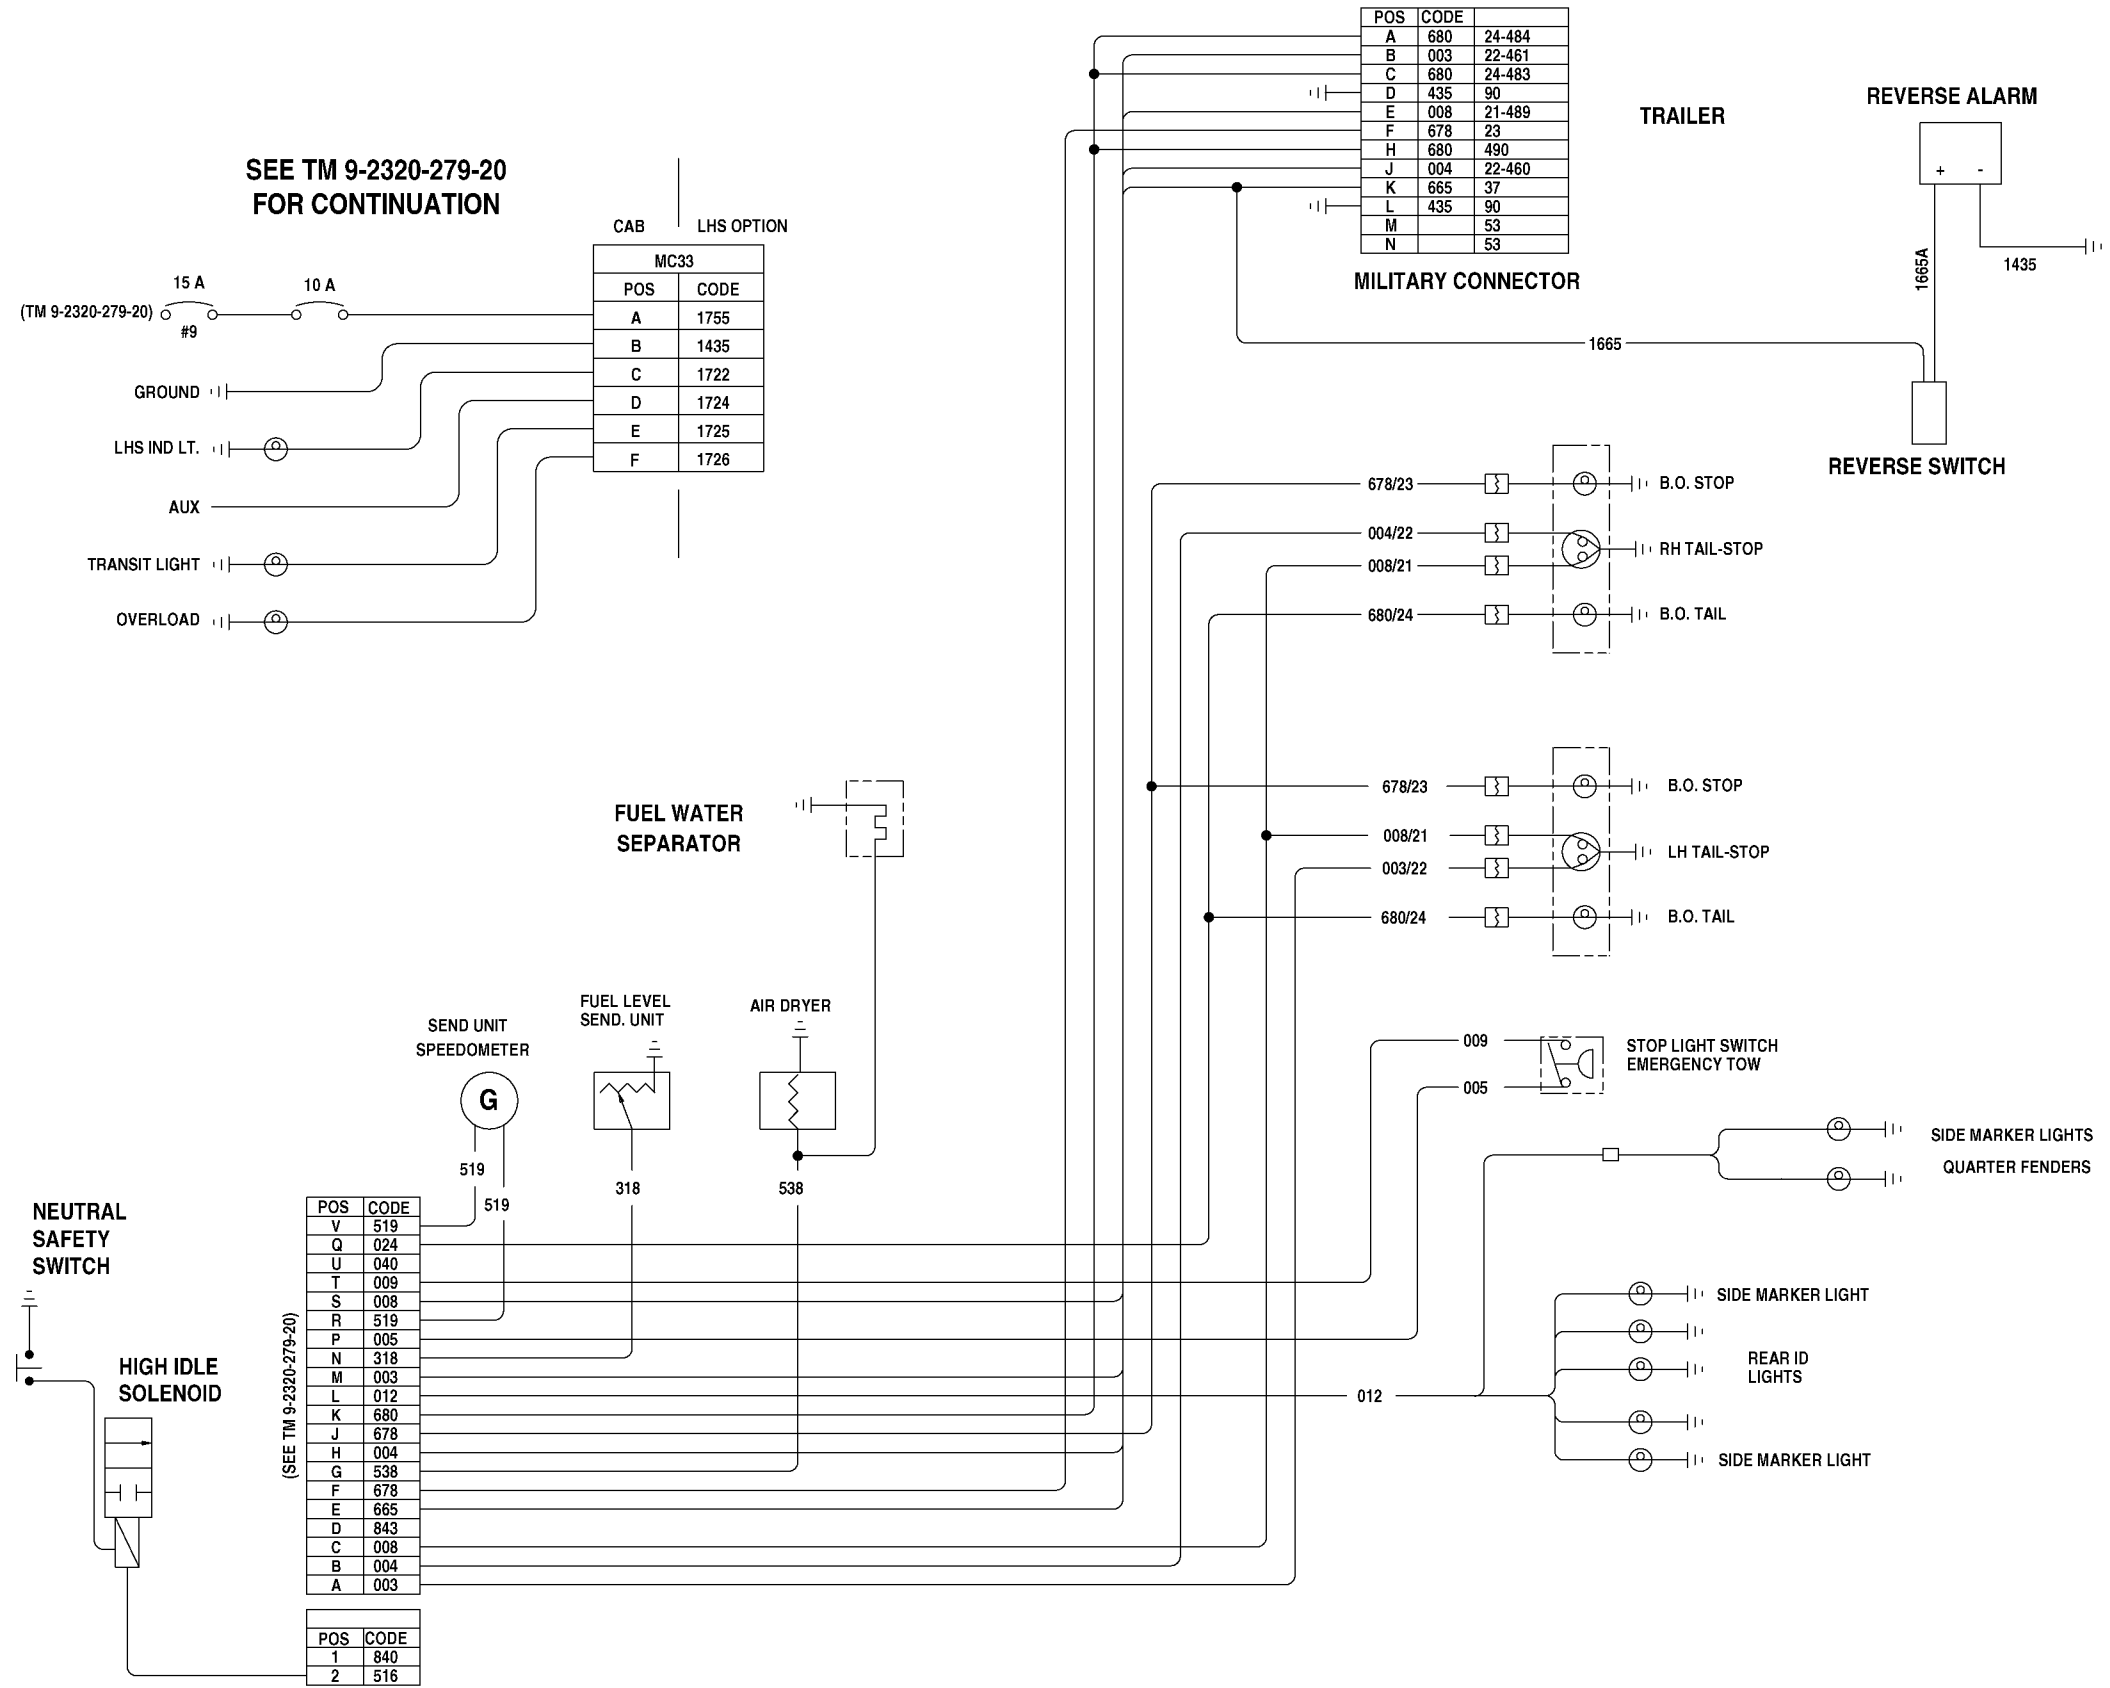 SEE TM 9-2320-279-20
FOR CONTINUATION
CAB
LHS OPTION
MC33
POS CODE
A 1755
B 1435
C 1722
D 1724
E 1725
F 1726
(TM 9-2320-279-20)
15 A
#9
10 A
GROUND
LHS IND LT.
AUX
TRANSIT LIGHT
OVERLOAD
POS CODE
A 680 24-484
B 003 22-461
C 680 24-483
D 435 90
E 008 21-489
F 678 23
H 680 490
J 004 22-460
K 665 37
L 435 90
M 53
N 53
MILITARY CONNECTOR
TRAILER
REVERSE ALARM
+ -
1665A
1435
1665
REVERSE SWITCH
678/23
B.O. STOP
004/22
RH TAIL-STOP
008/21
680/24
B.O. TAIL
678/23
B.O. STOP
008/21
LH TAIL-STOP
003/22
680/24
B.O. TAIL
FUEL WATER
SEPARATOR
SEND UNIT
SPEEDOMETER
G
519
519
FUEL LEVEL
SEND. UNIT
318
AIR DRYER
538
009
005
STOP LIGHT SWITCH
EMERGENCY TOW
SIDE MARKER LIGHTS
QUARTER FENDERS
012
SIDE MARKER LIGHT
REAR ID
LIGHTS
SIDE MARKER LIGHT
NEUTRAL
SAFETY
SWITCH
HIGH IDLE
SOLENOID
(SEE TM 9-2320-279-20)
POS CODE
V 519
Q 024
U 040
T 009
S 008
R 519
P 005
N 318
M 003
L 012
K 680
J 678
H 004
G 538
F 678
E 665
D 843
C 008
B 004
A 003
POS CODE
1 840
2 516